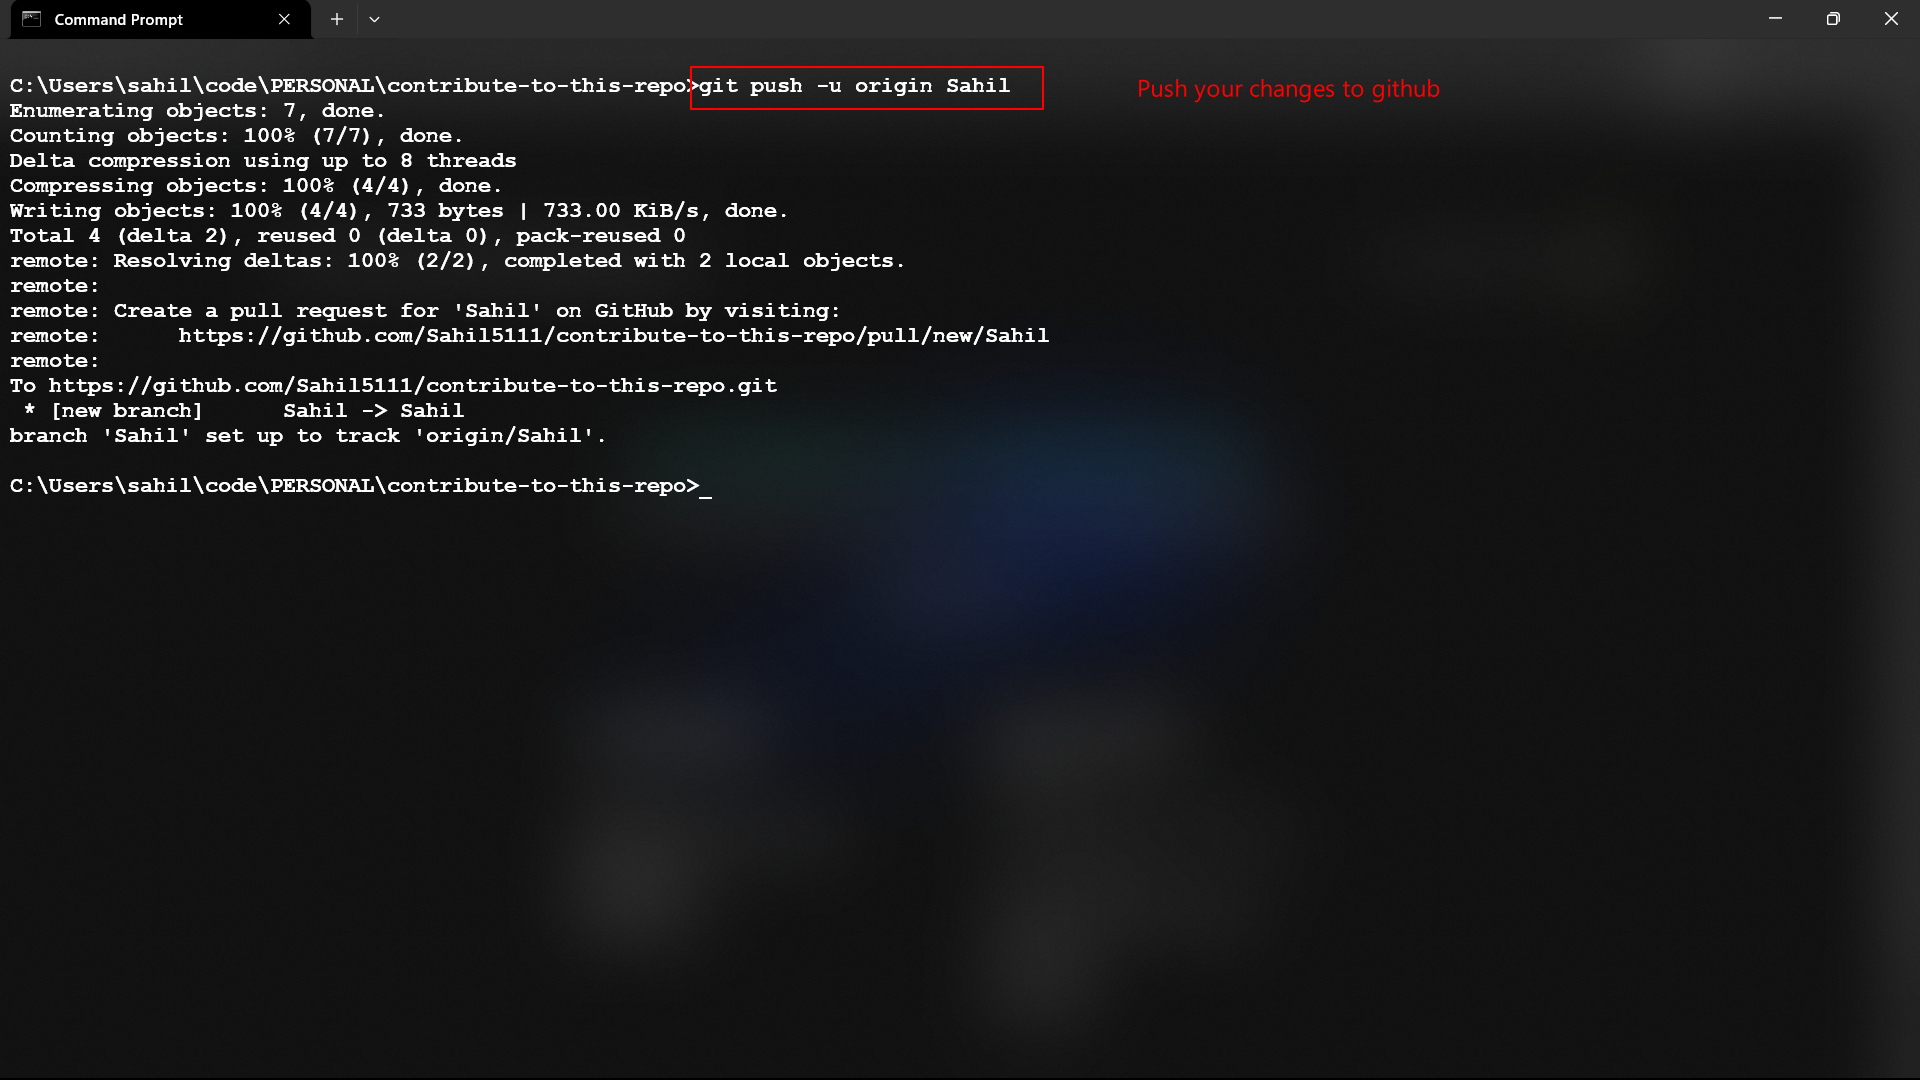 Command Prompt
C:\Users\sahil\code\PERSONAL\contribute-to-this-repo>git push -u origin Sahil
Push your changes to github
Enumerating objects: 7, done.
Counting objects: 100% (7/7), done.
Delta compression using up to 8 threads
Compressing objects: 100% (4/4), done.
Writing objects: 100% (4/4), 733 bytes | 733.00 KiB/s, done.
Total 4 (delta 2), reused 0 (delta 0), pack-reused 0
remote: Resolving deltas: 100% (2/2), completed with 2 local objects.
remote:
remote: Create a pull request for 'Sahil' on GitHub by visiting:
remote:      https://github.com/Sahil5111/contribute-to-this-repo/pull/new/Sahil
remote:
To https://github.com/Sahil5111/contribute-to-this-repo.git
 * [new branch]      Sahil -> Sahil
branch 'Sahil' set up to track 'origin/Sahil'.
C:\Users\sahil\code\PERSONAL\contribute-to-this-repo>_